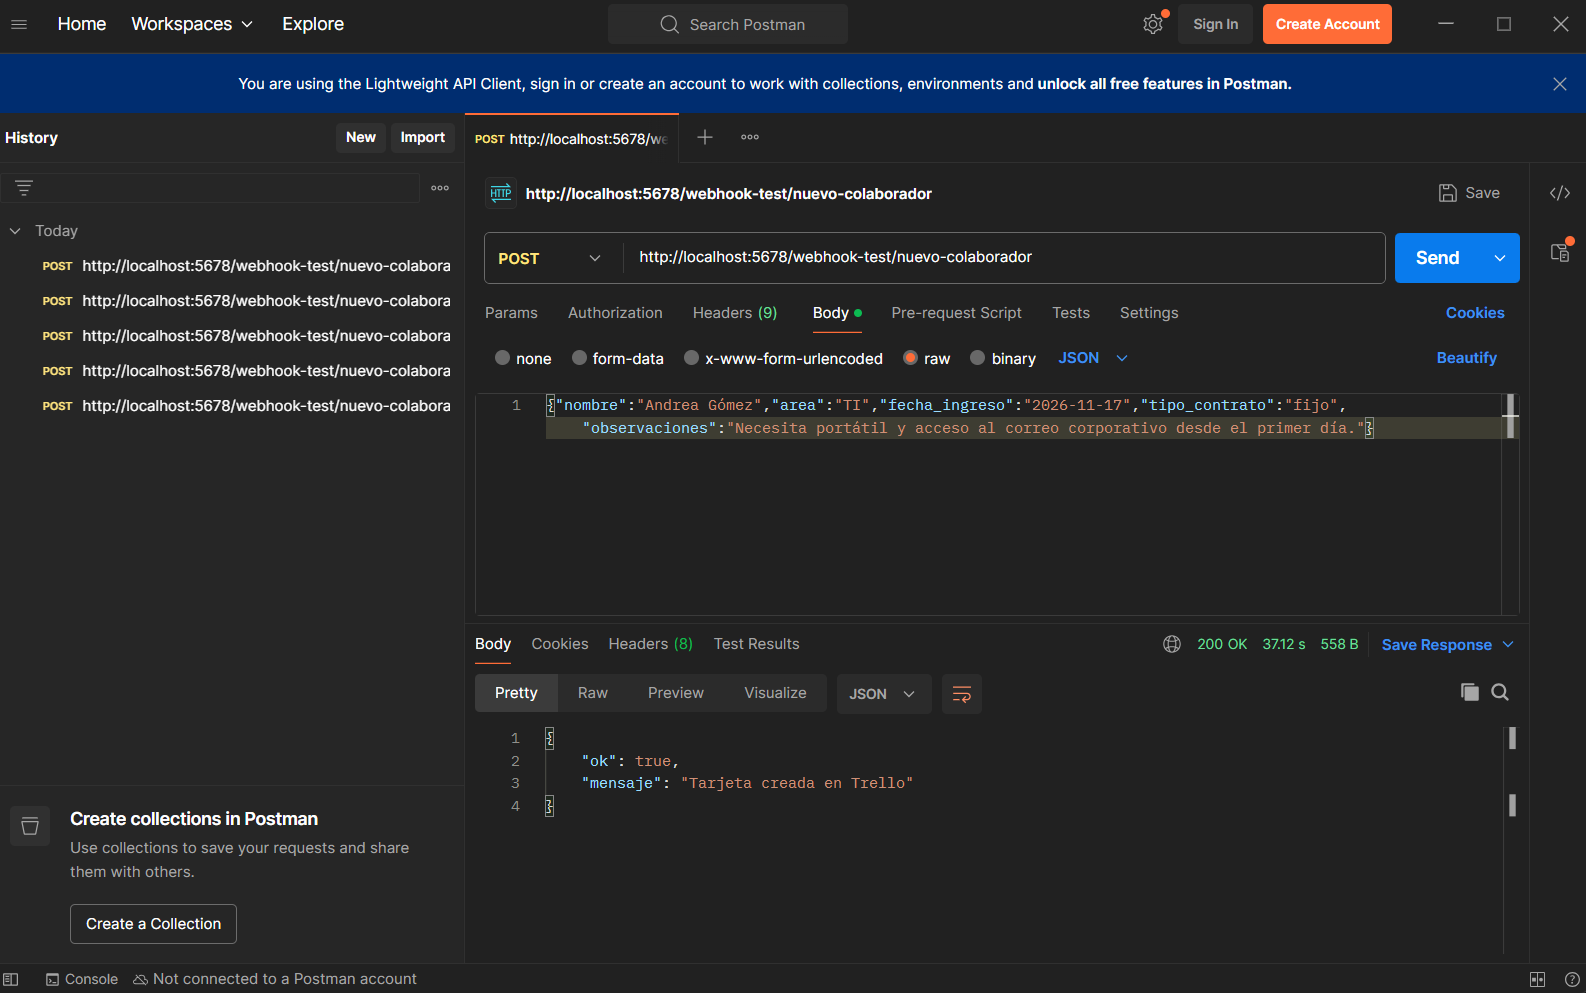 Home Workspaces Explore Search Postman Sign In Create Account
You are using the Lightweight API Client, sign in or create an account to work with collections, environments and unlock all free features in Postman.
History New Import
POST http://localhost:5678/we
http://localhost:5678/webhook-test/nuevo-colaborador Save
Today
POST http://localhost:5678/webhook-test/nuevo-colabora
POST http://localhost:5678/webhook-test/nuevo-colabora
POST http://localhost:5678/webhook-test/nuevo-colabora
POST http://localhost:5678/webhook-test/nuevo-colabora
POST http://localhost:5678/webhook-test/nuevo-colabora
POST http://localhost:5678/webhook-test/nuevo-colaborador Send
Params Authorization Headers (9) Body Pre-request Script Tests Settings Cookies
none form-data x-www-form-urlencoded raw binary JSON Beautify
1 {"nombre":"Andrea Gómez","area":"TI","fecha_ingreso":"2026-11-17","tipo_contrato":"fijo",
"observaciones":"Necesita portátil y acceso al correo corporativo desde el primer día."}
Body Cookies Headers (8) Test Results 200 OK 37.12 s 558 B Save Response
Pretty Raw Preview Visualize JSON
1 {
2 "ok": true,
3 "mensaje": "Tarjeta creada en Trello"
4 }
Create collections in Postman
Use collections to save your requests and share
them with others.
Create a Collection
Console Not connected to a Postman account